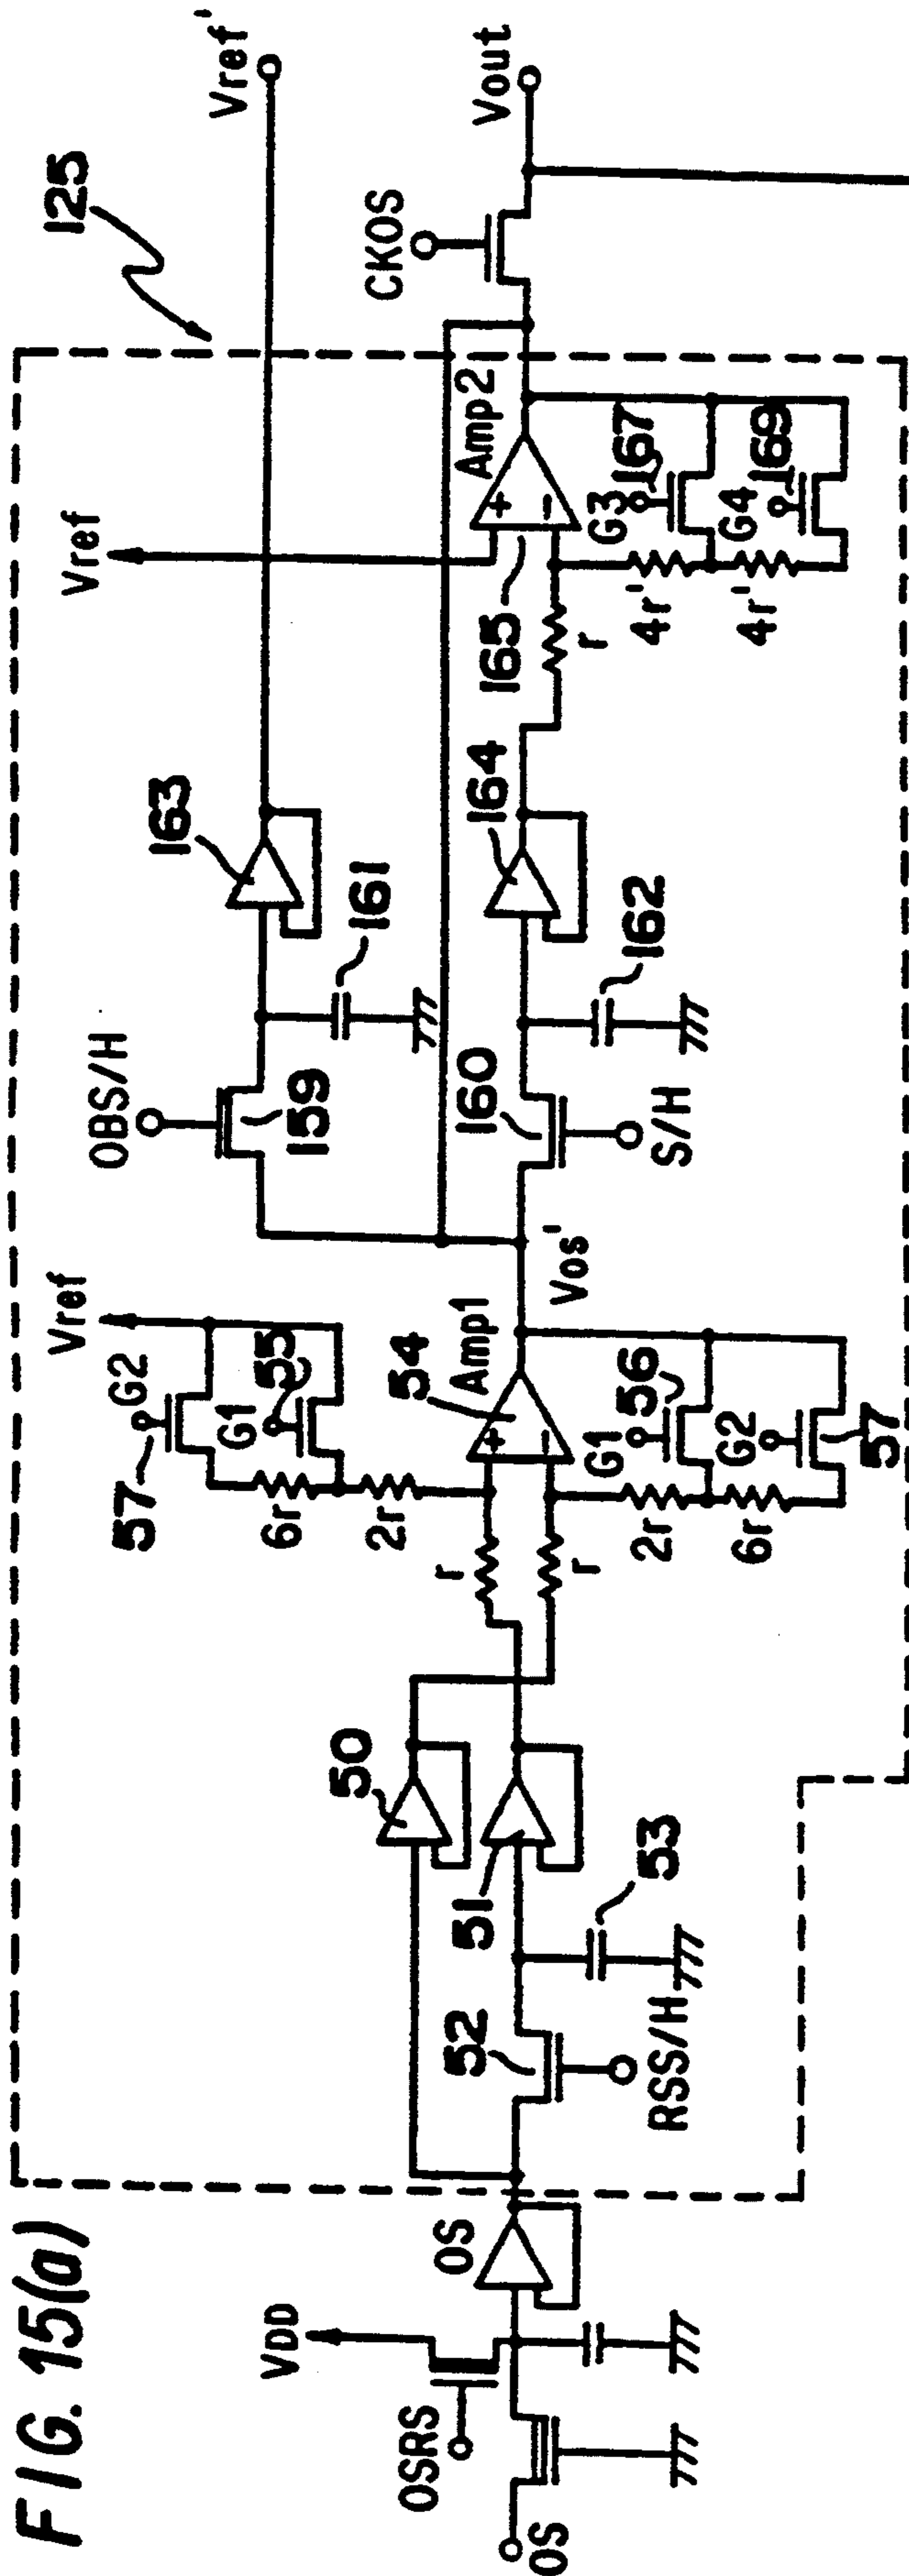 FIG. 15(a)
OS
OSRS
VDD
OS
RSS/H
52
53
51
50
r
r
Vref
57
G2
G1
55
6r
2r
54
Amp1
+
-
G1
56
2r
6r
G2
57
Vos'
OBS/H
159
161
163
160
S/H
162
164
r
165
Vref
Amp2
+
-
G3
167
4r'
4r'
G4
169
125
CKOS
Vref'
Vout